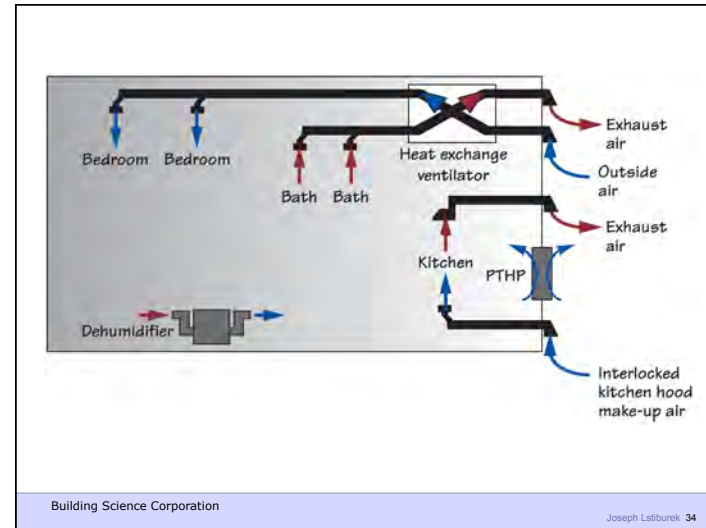 Bedroom Bedroom
Bath Bath
Heat exchange
ventilator
Exhaust
air
Outside
air
Exhaust
air
Kitchen
PTHP
Dehumidifier
Interlocked
kitchen hood
make-up air
Building Science Corporation
Joseph Lstiburek 34